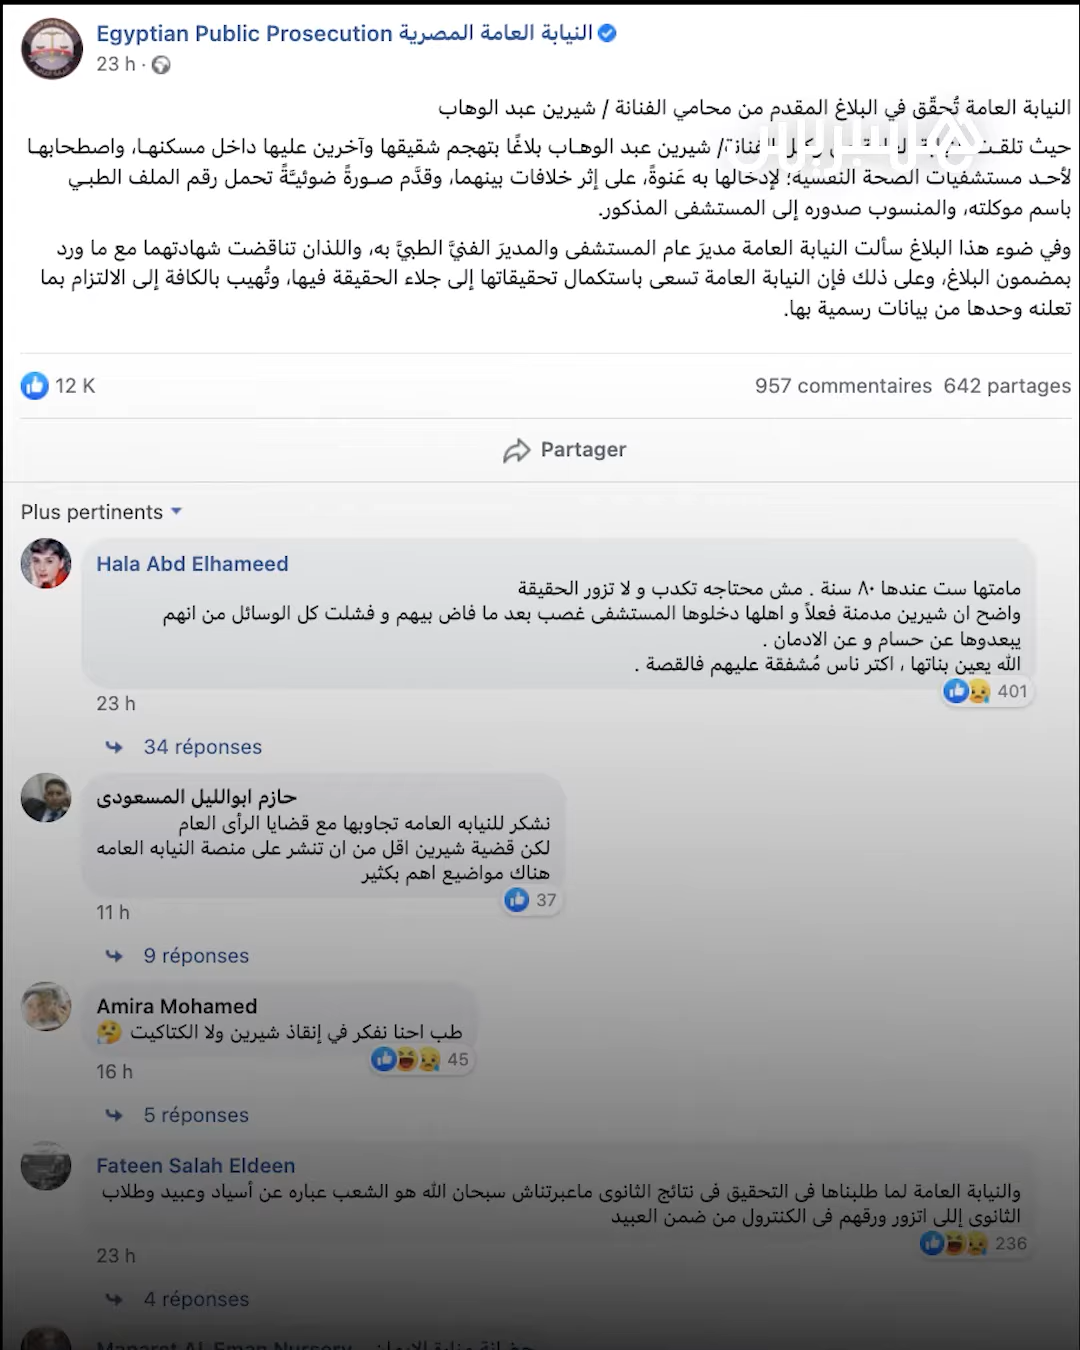 Egyptian Public Prosecution النيابة العامة المصرية
23 h ·
النيابة العامة تُحقّق في البلاغ المقدم من محامي الفنانة / شيرين عبد الوهاب
حيث تلقت النيابة العامة من وكيل الفنانة/ شيرين عبد الوهـاب بلاغًا بتهجم شقيقها وآخرين عليها داخل مسكنهـا، واصطحابهـا
لأحـد مستشفيات الصحة النفسية؛ لإدخالها به عَنوةً، على إثر خلافات بينهما، وقدَّم صـورةً ضوئيـَّةً تحمل رقم الملف الطبـي
باسم موكلته، والمنسوب صدوره إلى المستشفى المذكور.
وفي ضوء هذا البلاغ سألت النيابة العامة مديرَ عام المستشفى والمديرَ الفنيَّ الطبيَّ به، واللذان تناقضت شهادتهما مع ما ورد
بمضمون البلاغ، وعلى ذلك فإن النيابة العامة تسعى باستكمال تحقيقاتها إلى جلاء الحقيقة فيها، وتُهيب بالكافة إلى الالتزام بما
تعلنه وحدها من بيانات رسمية بها.
12 K
957 commentaires 642 partages
Partager
Plus pertinents
Hala Abd Elhameed
مامتها ست عندها ٨٠ سنة . مش محتاجه تكدب و لا تزور الحقيقة
واضح ان شيرين مدمنة فعلاً و اهلها دخلوها المستشفى غصب بعد ما فاض بيهم و فشلت كل الوسائل من انهم
يبعدوها عن حسام و عن الادمان .
الله يعين بناتها ، اكتر ناس مُشفقة عليهم فالقصة .
401
23 h
34 réponses
حازم ابوالليل المسعودى
نشكر للنيابه العامه تجاوبها مع قضايا الرأى العام
لكن قضية شيرين اقل من ان تنشر على منصة النيابه العامه
هناك مواضيع اهم بكثير
37
11 h
9 réponses
Amira Mohamed
طب احنا نفكر في إنقاذ شيرين ولا الكتاكيت 🤔
45
16 h
5 réponses
Fateen Salah Eldeen
والنيابة العامة لما طلبناها فى التحقيق فى نتائج الثانوى ماعبرتناش سبحان الله هو الشعب عباره عن أسياد وعبيد وطلاب
الثانوى إللى اتزور ورقهم فى الكنترول من ضمن العبيد
236
23 h
4 réponses